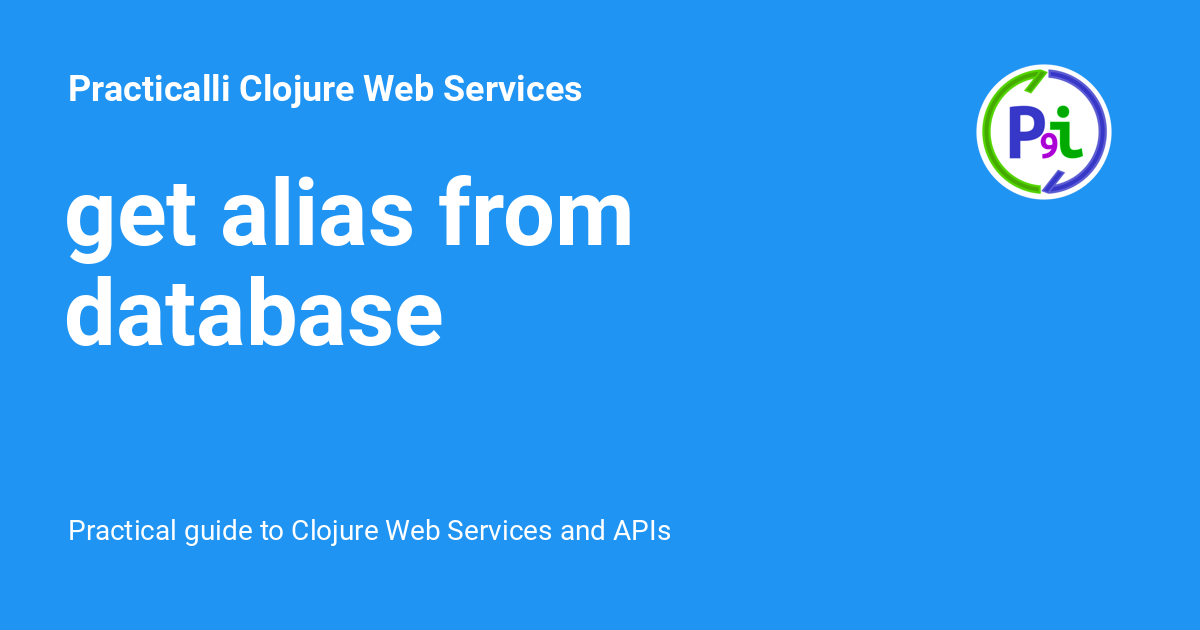 Practicalli Clojure Web Services
P9i
get alias from
database
Practical guide to Clojure Web Services and APIs